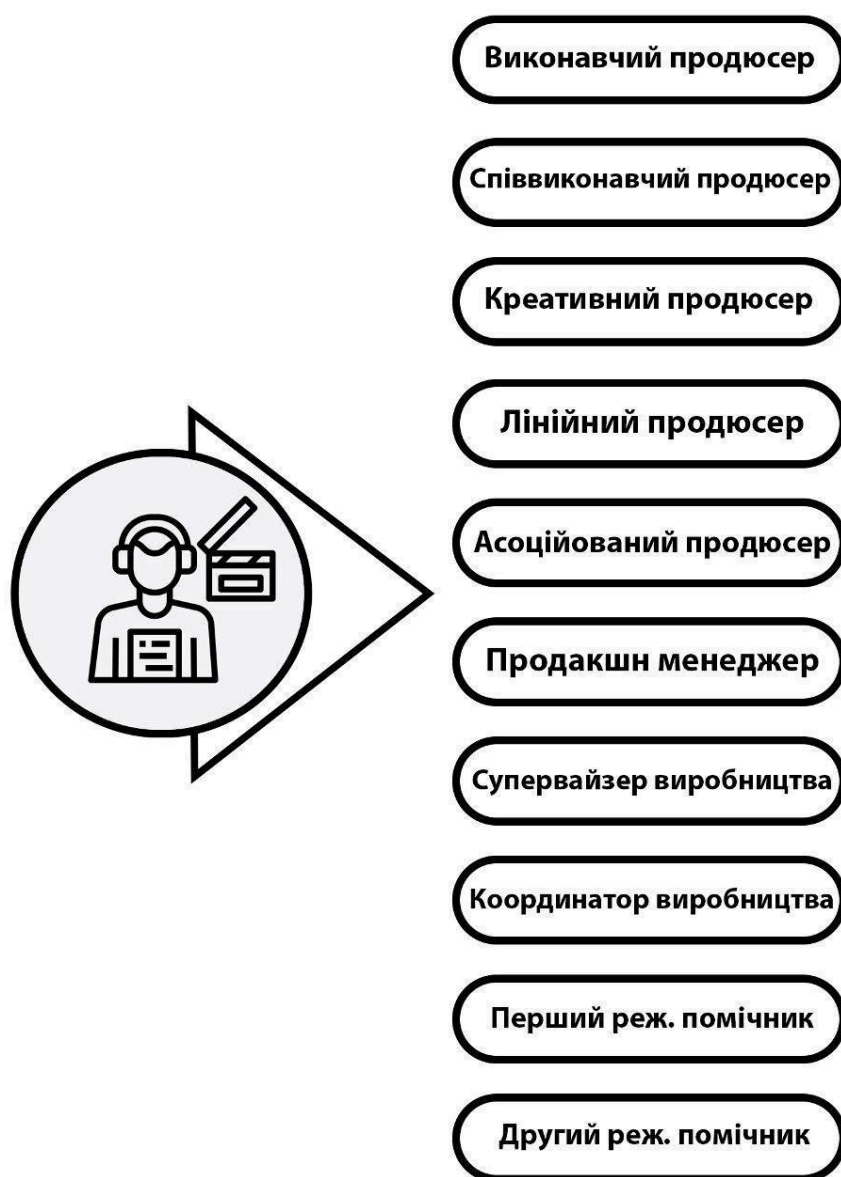 Виконавчий продюсер
Співвиконавчий продюсер
Креативний продюсер
Лінійний продюсер
Асоційований продюсер
Продакшн менеджер
Супервайзер виробництва
Координатор виробництва
Перший реж. помічник
Другий реж. помічник